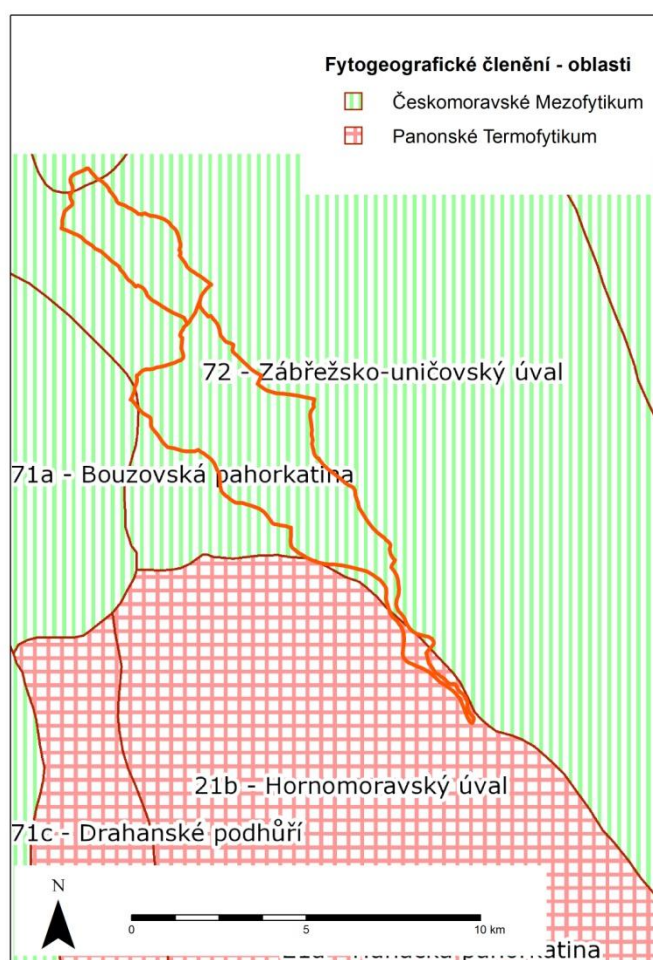 Fytogeografické členění - oblasti
Českomoravské Mezofytikum
Panonské Termofytikum
72 - Zábřežsko-uničovský úval
71a - Bouzovská pahorkatina
21b - Hornomoravský úval
71c - Drahanské podhůří
N
0 5 10 km
pahorkatina